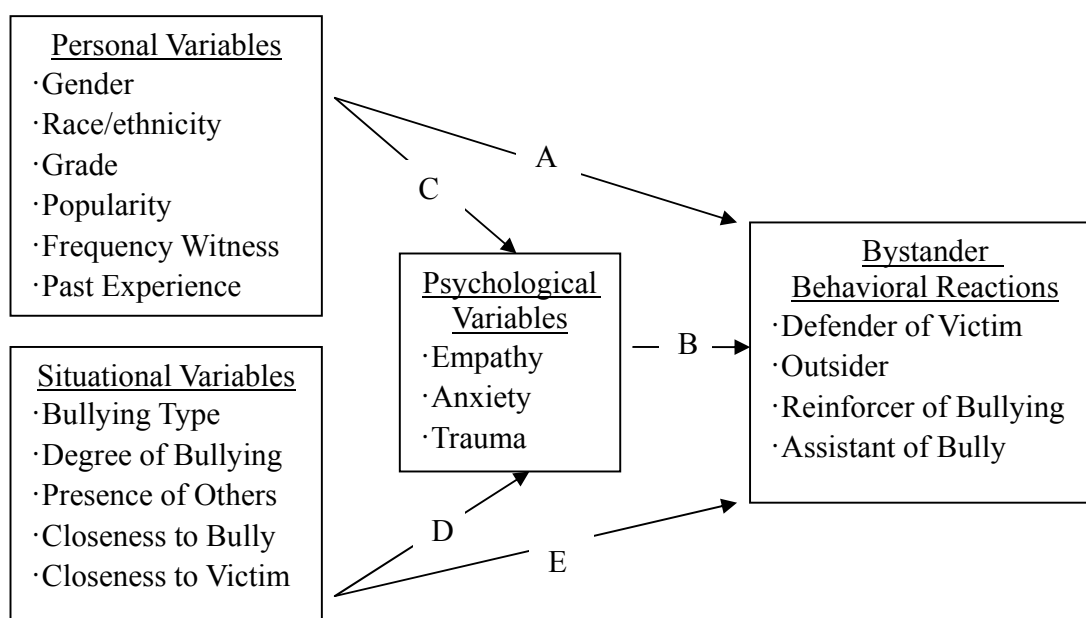 Personal Variables
·Gender
·Race/ethnicity
·Grade
·Popularity
·Frequency Witness
·Past Experience
Situational Variables
·Bullying Type
·Degree of Bullying
·Presence of Others
·Closeness to Bully
·Closeness to Victim
A
C
Psychological
Variables
·Empathy
·Anxiety
·Trauma
B
D
E
Bystander
Behavioral Reactions
·Defender of Victim
·Outsider
·Reinforcer of Bullying
·Assistant of Bully